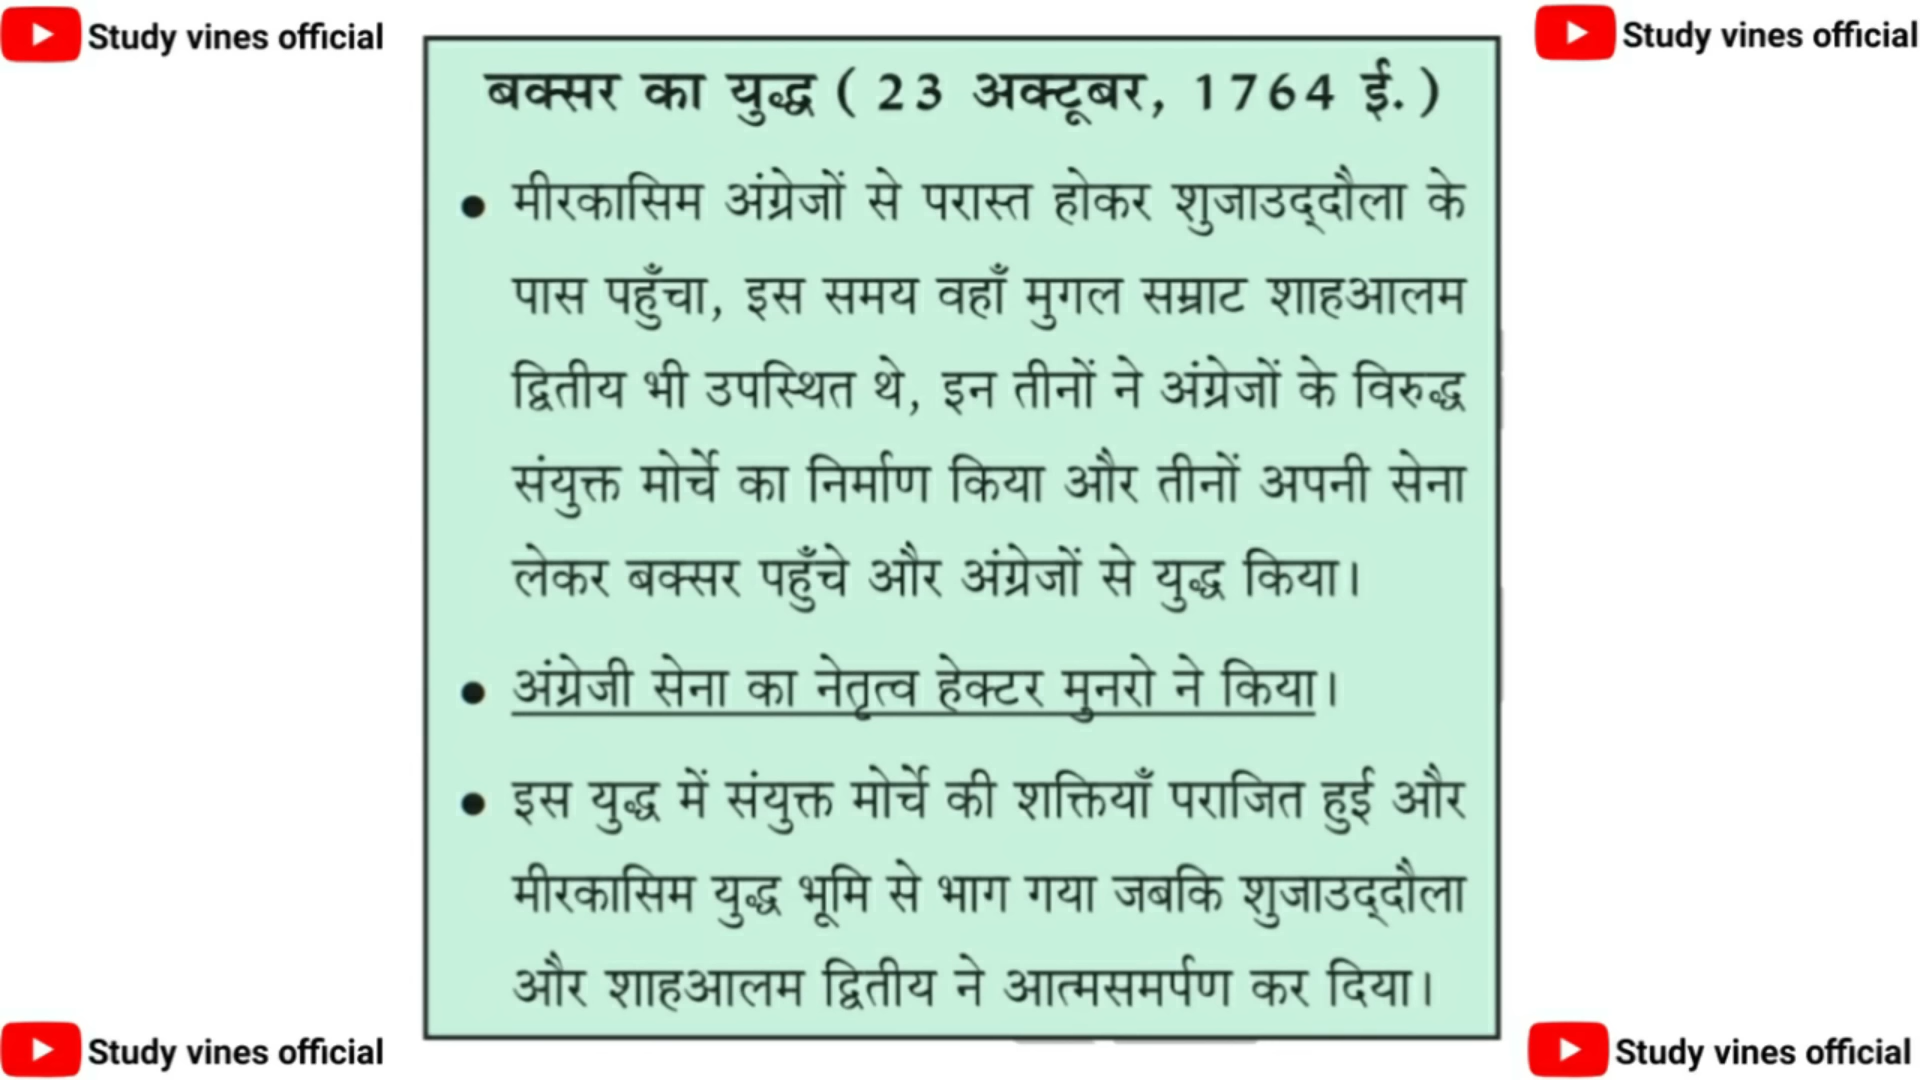 Study vines official
Study vines official
बक्सर का युद्ध ( 23 अक्टूबर, 1764 ई. )
● मीरकासिम अंग्रेजों से परास्त होकर शुजाउद्‌दौला के
पास पहुँचा, इस समय वहाँ मुगल सम्राट शाहआलम
द्वितीय भी उपस्थित थे, इन तीनों ने अंग्रेजों के विरुद्ध
संयुक्त मोर्चे का निर्माण किया और तीनों अपनी सेना
लेकर बक्सर पहुँचे और अंग्रेजों से युद्ध किया।
● अंग्रेजी सेना का नेतृत्व हेक्टर मुनरो ने किया।
● इस युद्ध में संयुक्त मोर्चे की शक्तियाँ पराजित हुई और
मीरकासिम युद्ध भूमि से भाग गया जबकि शुजाउद्‌दौला
और शाहआलम द्वितीय ने आत्मसमर्पण कर दिया।
Study vines official
Study vines official